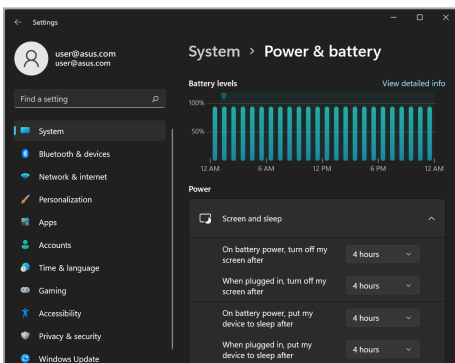 Settings
user@asus.com
user@asus.com
Find a setting
System
Bluetooth & devices
Network & internet
Personalization
Apps
Accounts
Time & language
Gaming
Accessibility
Privacy & security
Windows Update
System > Power & battery
Battery levels
View detailed info
100%
50%
12 AM 6 AM 12 PM 6 PM 12 AM
Power
Screen and sleep
On battery power, turn off my
screen after
4 hours
When plugged in, turn off my
screen after
4 hours
On battery power, put my
device to sleep after
4 hours
When plugged in, put my
device to sleep after
4 hours